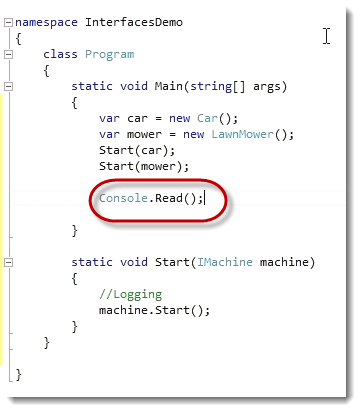 namespace InterfacesDemo
{
class Program
{
static void Main(string[] args)
{
var car = new Car();
var mower = new LawnMower();
Start(car);
Start(mower);
Console.Read();
}
static void Start(IMachine machine)
{
//Logging
machine.Start();
}
}
}